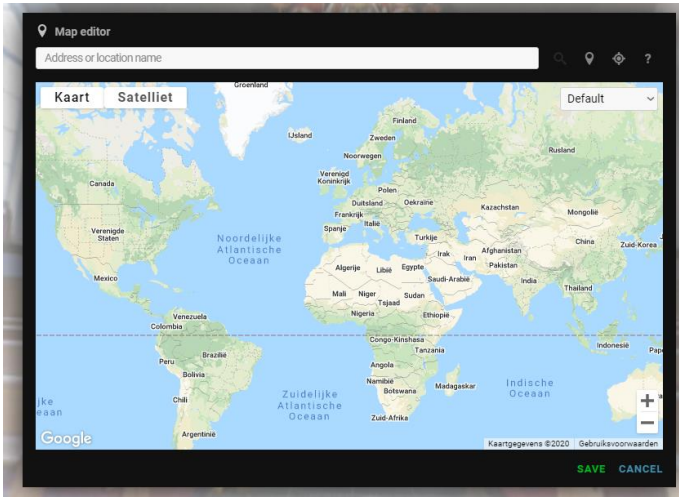 Map editor
Address or location name
?
Kaart
Satelliet
Default
Groenland
Finland
IJsland
Zweden
Noorwegen
Rusland
Verenigd
Koninkrijk
Canada
Polen
Duitsland
Oekraïne
Kazachstan
Frankrijk
Mongolië
Italië
Spanje
Verenigde
Staten
Noordelijke
Atlantische
Oceaan
Turkije
China
Zuid-Korea
Afghanistan
Irak
Iran
Pakistan
Algerije
Libië
Egypte
Mexico
Saudi-Arabië
India
Thailand
Mali
Niger
Sudan
Tsjaad
Nigeria
Ethiopië
Venezuela
Colombia
Congo-Kinshasa
Indonesië
Pap
Tanzania
Peru
Brazilië
Angola
Bolivia
Namibië
Botswana
Madagaskar
Indische
Oceaan
Chili
Zuidelijke
Atlantische
Oceaan
jke
eaan
Zuid-Afrika
Argentinië
Google
Kaartgegevens ©2020
Gebruiksvoorwaarden
SAVE
CANCEL